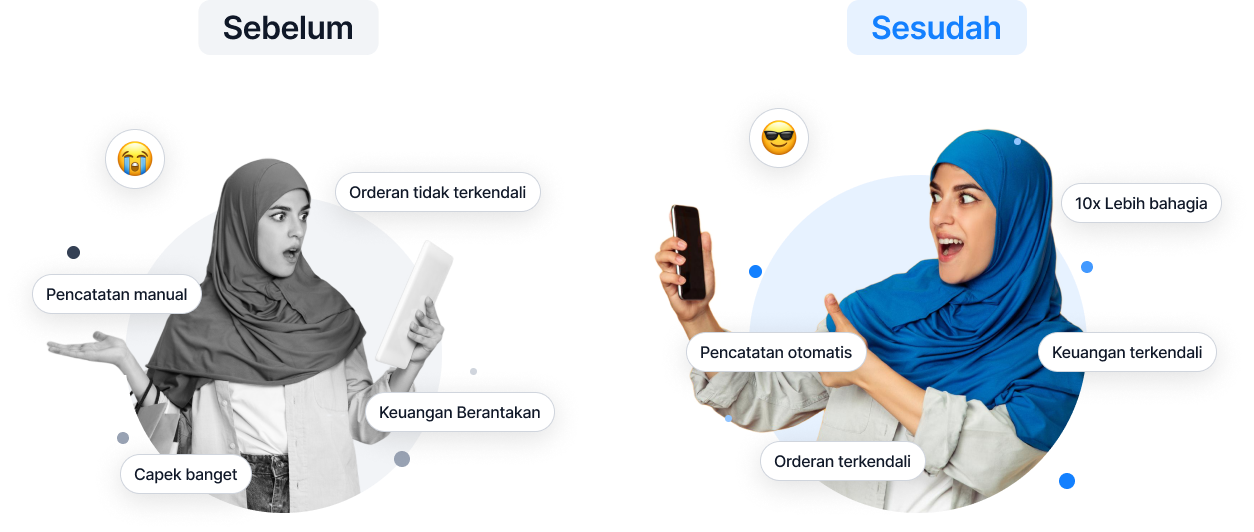 Sebelum
Orderan tidak terkendali
Pencatatan manual
Keuangan Berantakan
Capek banget
Sesudah
10x Lebih bahagia
Pencatatan otomatis
Keuangan terkendali
Orderan terkendali